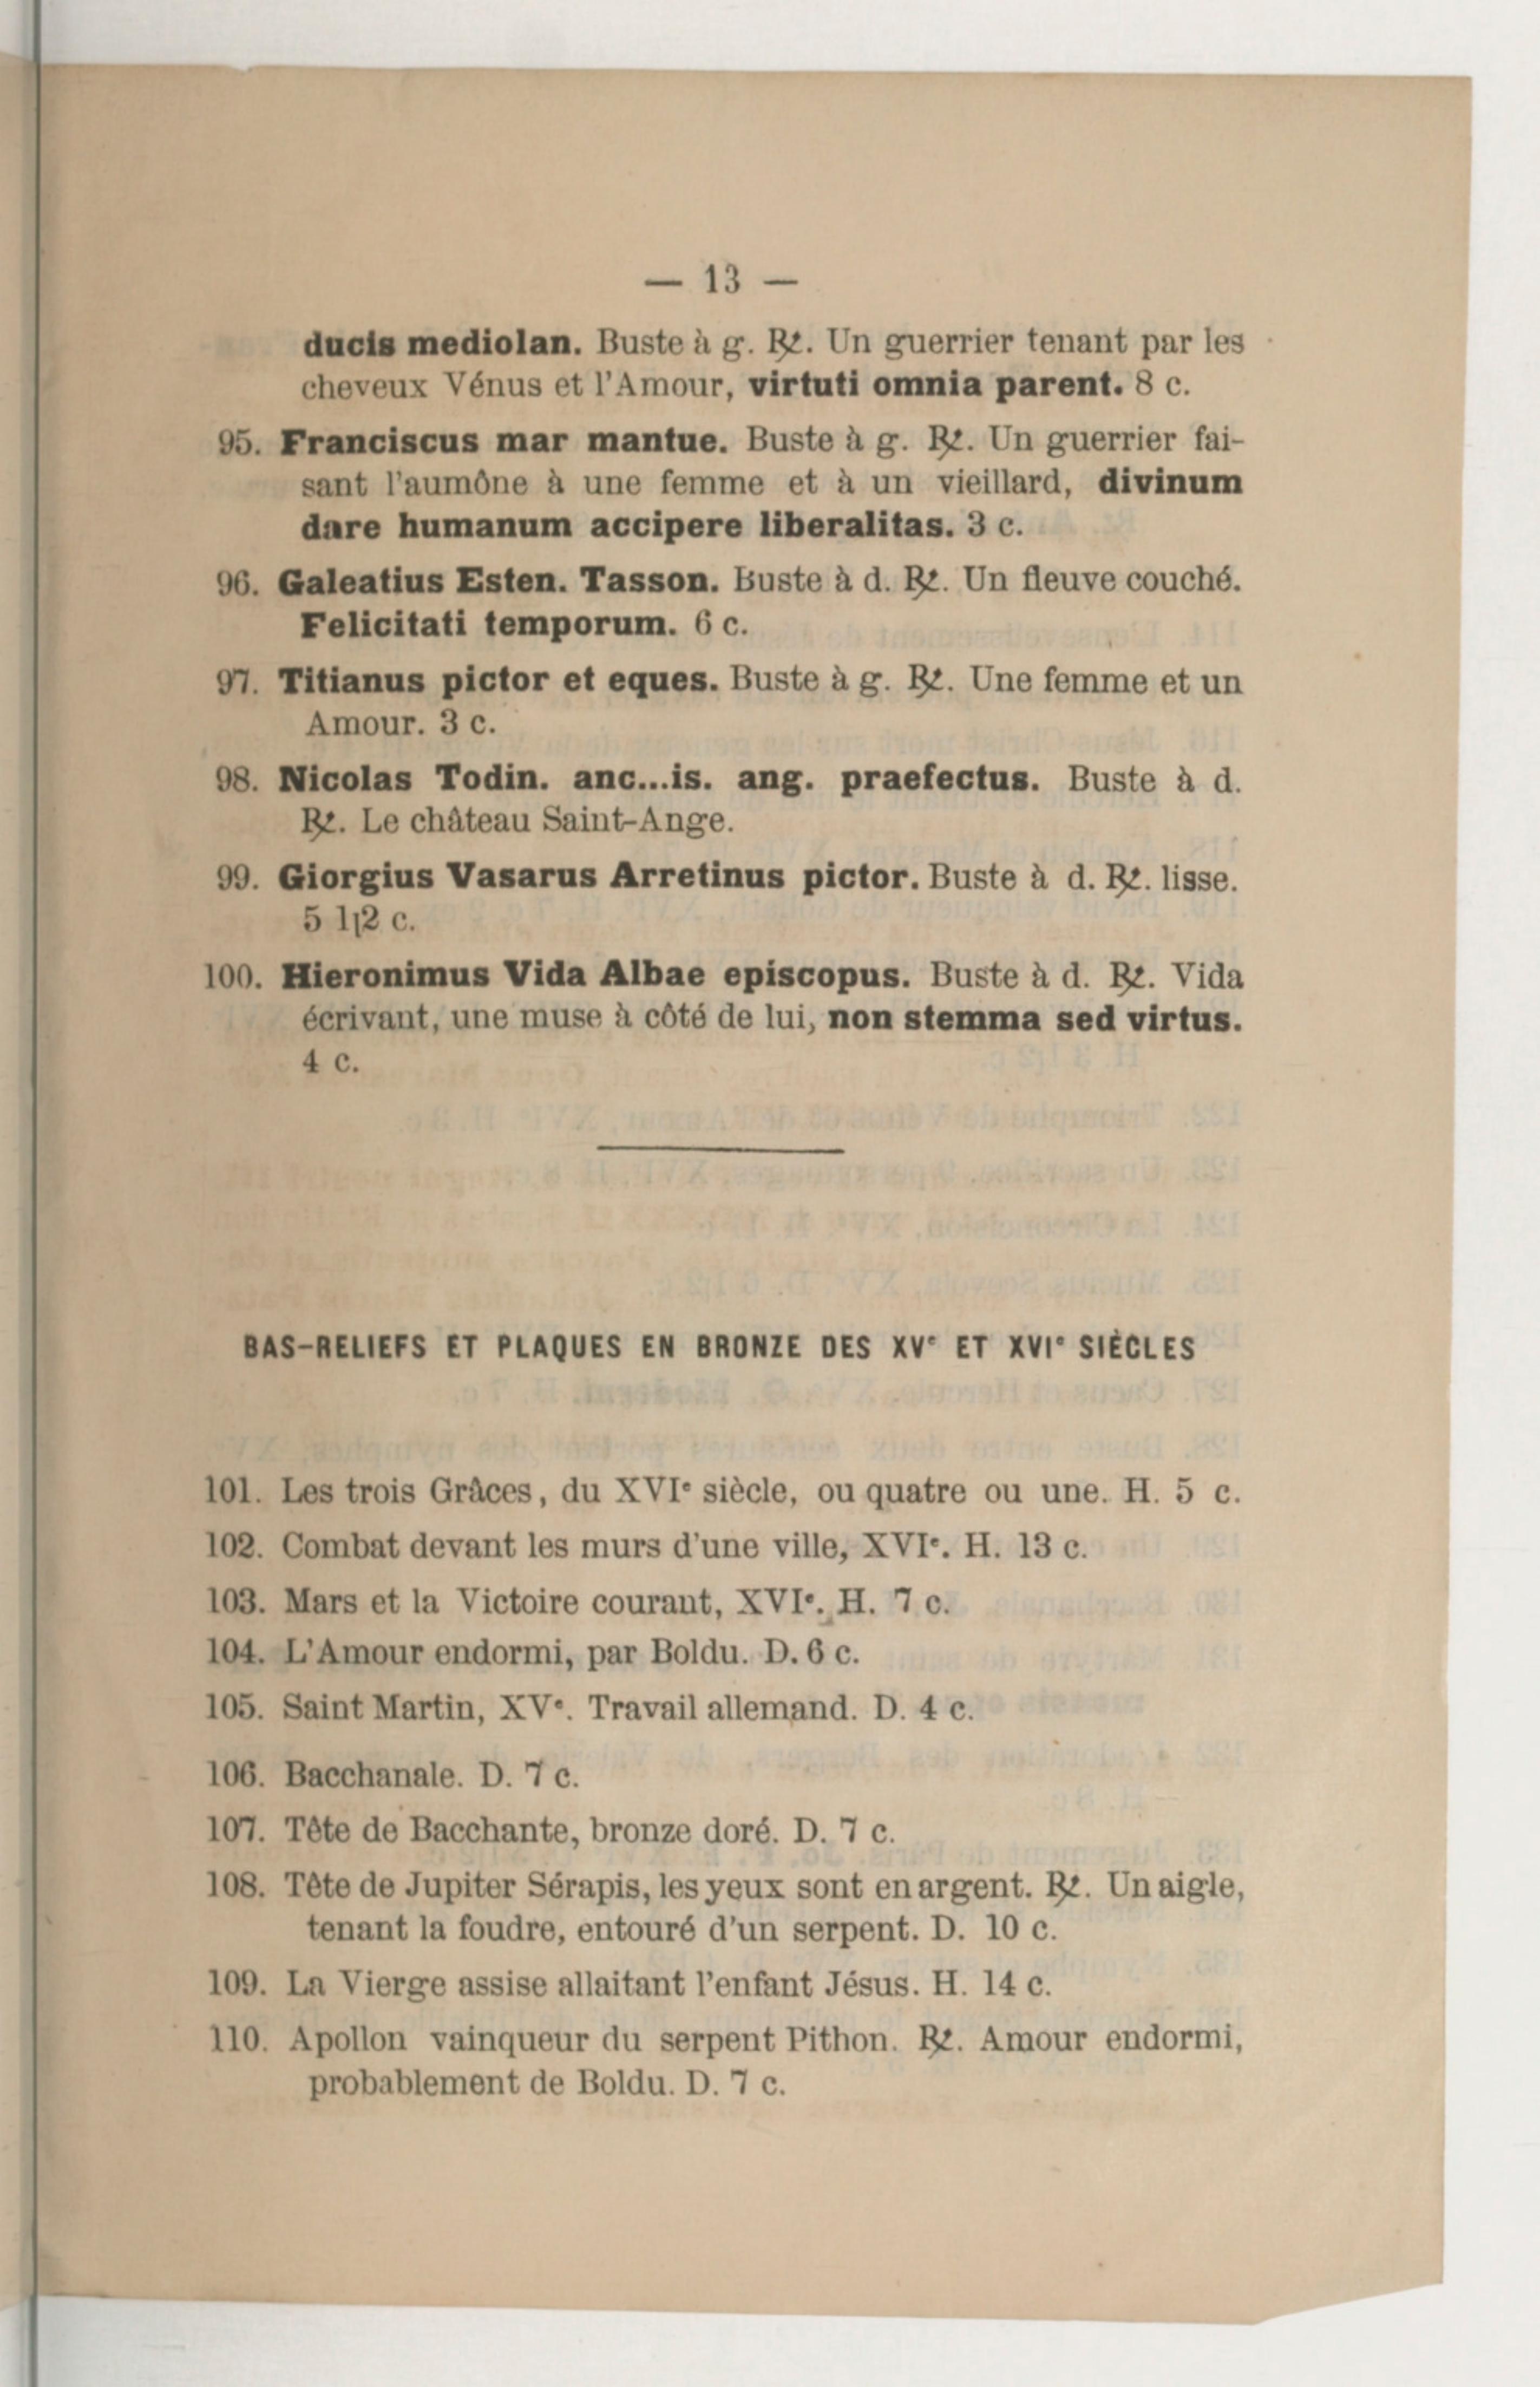 — 13 —
ducis mediolan. Buste à g. ℞. Un guerrier tenant par les
cheveux Vénus et l'Amour, virtuti omnia parent. 8 c.
95. Franciscus mar mantue. Buste à g. ℞. Un guerrier fai-
sant l'aumône à une femme et à un vieillard, divinum
dare humanum accipere liberalitas. 3 c.
96. Galeatius Esten. Tasson. Buste à d. ℞. Un fleuve couché.
Felicitati temporum. 6 c.
97. Titianus pictor et eques. Buste à g. ℞. Une femme et un
Amour. 3 c.
98. Nicolas Todin. anc...is. ang. praefectus. Buste à d.
℞. Le château Saint-Ange.
99. Giorgius Vasarus Arretinus pictor. Buste à d. ℞. lisse.
5 1|2 c.
100. Hieronimus Vida Albae episcopus. Buste à d. ℞. Vida
écrivant, une muse à côté de lui, non stemma sed virtus.
4 c.
BAS-RELIEFS ET PLAQUES EN BRONZE DES XVe ET XVIe SIÈCLES
101. Les trois Grâces, du XVIe siècle, ou quatre ou une. H. 5 c.
102. Combat devant les murs d'une ville, XVIe. H. 13 c.
103. Mars et la Victoire courant, XVIe. H. 7 c.
104. L'Amour endormi, par Boldu. D. 6 c.
105. Saint Martin, XVe. Travail allemand. D. 4 c.
106. Bacchanale. D. 7 c.
107. Tête de Bacchante, bronze doré. D. 7 c.
108. Tête de Jupiter Sérapis, les yeux sont en argent. ℞. Un aigle,
tenant la foudre, entouré d'un serpent. D. 10 c.
109. La Vierge assise allaitant l'enfant Jésus. H. 14 c.
110. Apollon vainqueur du serpent Pithon. ℞. Amour endormi,
probablement de Boldu. D. 7 c.